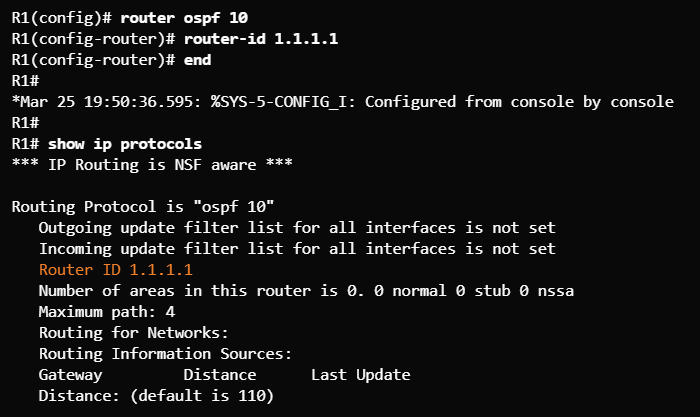 R1(config)# router ospf 10
R1(config-router)# router-id 1.1.1.1
R1(config-router)# end
R1#
*Mar 25 19:50:36.595: %SYS-5-CONFIG_I: Configured from console by console
R1#
R1# show ip protocols
*** IP Routing is NSF aware ***

Routing Protocol is "ospf 10"
   Outgoing update filter list for all interfaces is not set
   Incoming update filter list for all interfaces is not set
   Router ID 1.1.1.1
   Number of areas in this router is 0. 0 normal 0 stub 0 nssa
   Maximum path: 4
   Routing for Networks:
   Routing Information Sources:
   Gateway         Distance      Last Update
   Distance: (default is 110)